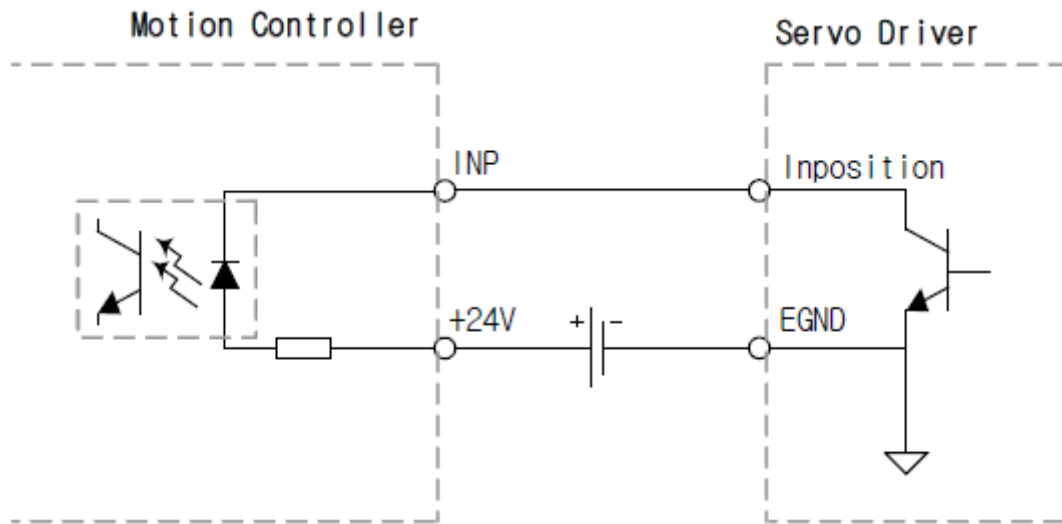 Motion Controller
Servo Driver
INP
Inposition
+24V
+
-
EGND